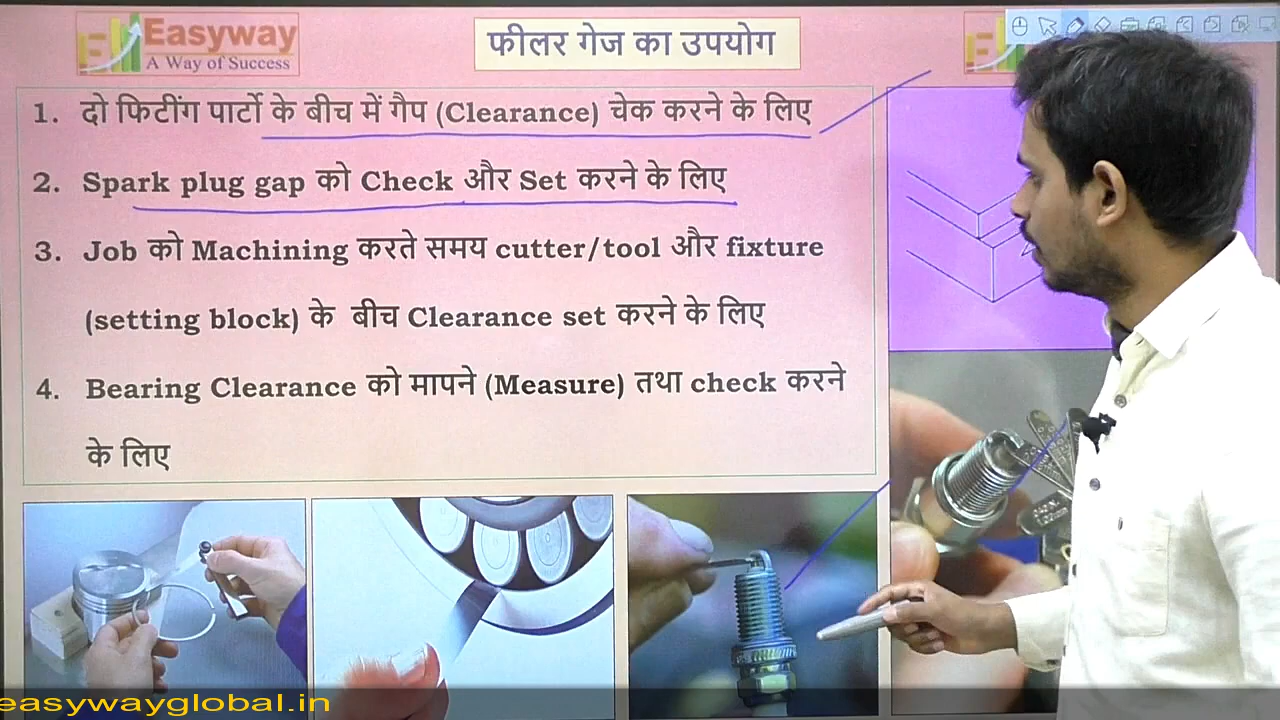 Easyway
A Way of Success
फीलर गेज का उपयोग
1. दो फिटींग पार्टो के बीच में गैप (Clearance) चेक करने के लिए
2. Spark plug gap को Check और Set करने के लिए
3. Job को Machining करते समय cutter/tool और fixture
(setting block) के बीच Clearance set करने के लिए
4. Bearing Clearance को मापने (Measure) तथा check करने
के लिए
easywayglobal.in